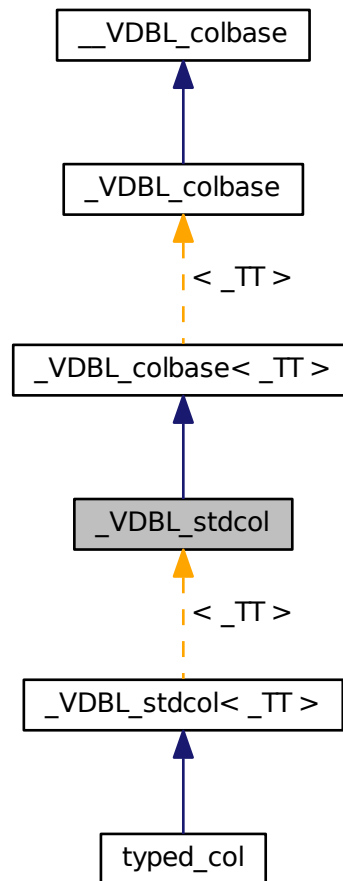 __VDBL_colbase
_VDBL_colbase
< _TT >
_VDBL_colbase< _TT >
_VDBL_stdcol
< _TT >
_VDBL_stdcol< _TT >
typed_col